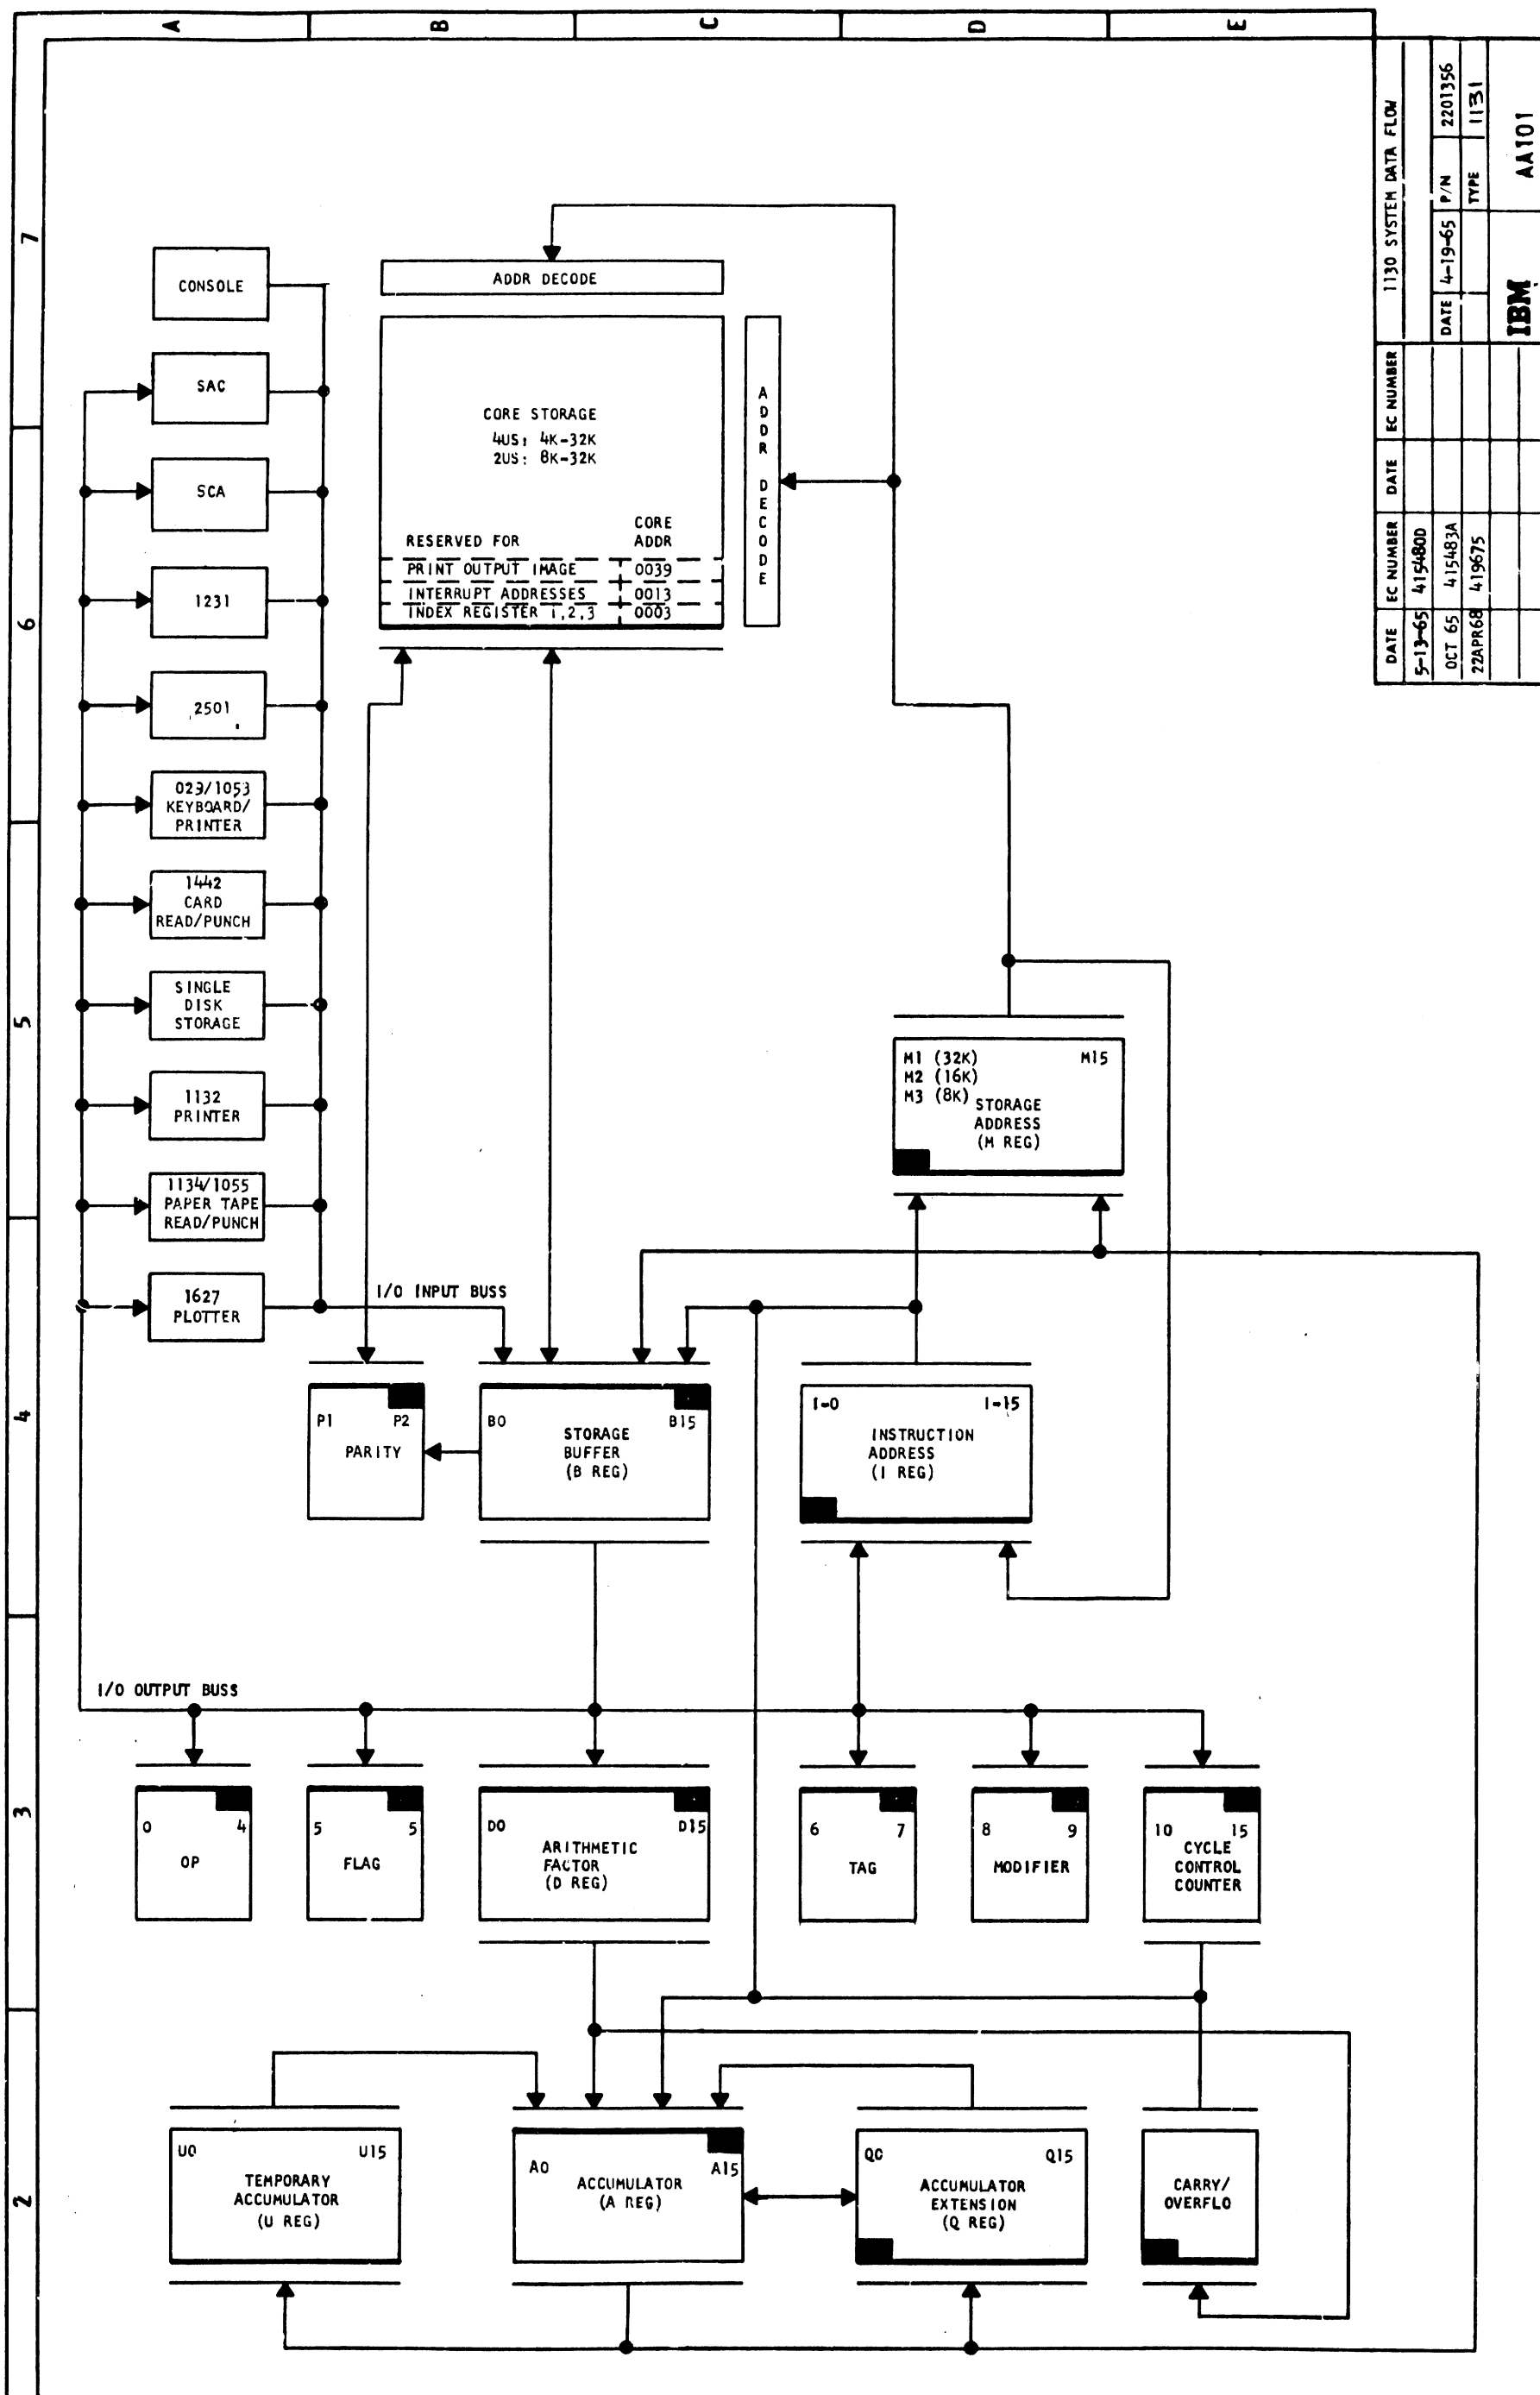 A
B
C
D
E
7
6
5
4
3
2
CONSOLE
SAC
SCA
1231
2501
029/1053
KEYBOARD/
PRINTER
1442
CARD
READ/PUNCH
SINGLE
DISK
STORAGE
1132
PRINTER
1134/1055
PAPER TAPE
READ/PUNCH
1627
PLOTTER
I/O INPUT BUSS
ADDR DECODE
CORE STORAGE
4US: 4K-32K
2US: 8K-32K
RESERVED FOR
CORE
ADDR
PRINT OUTPUT IMAGE 0039
INTERRUPT ADDRESSES 0013
INDEX REGISTER 1,2,3 0003
ADDR DECODE
M1 (32K) M15
M2 (16K)
M3 (8K)
STORAGE
ADDRESS
(M REG)
P1 P2
PARITY
B0 B15
STORAGE
BUFFER
(B REG)
I-0 I-15
INSTRUCTION
ADDRESS
(I REG)
I/O OUTPUT BUSS
0 4
OP
5 5
FLAG
D0 D15
ARITHMETIC
FACTOR
(D REG)
6 7
TAG
8 9
MODIFIER
10 15
CYCLE
CONTROL
COUNTER
U0 U15
TEMPORARY
ACCUMULATOR
(U REG)
A0 A15
ACCUMULATOR
(A REG)
Q0 Q15
ACCUMULATOR
EXTENSION
(Q REG)
CARRY/
OVERFLO
1130 SYSTEM DATA FLOW
DATE 4-19-65 P/N 2201356
TYPE 1131
IBM AA101
DATE EC NUMBER DATE EC NUMBER
5-13-65 415480D
OCT 65 415483A
22APR68 419675